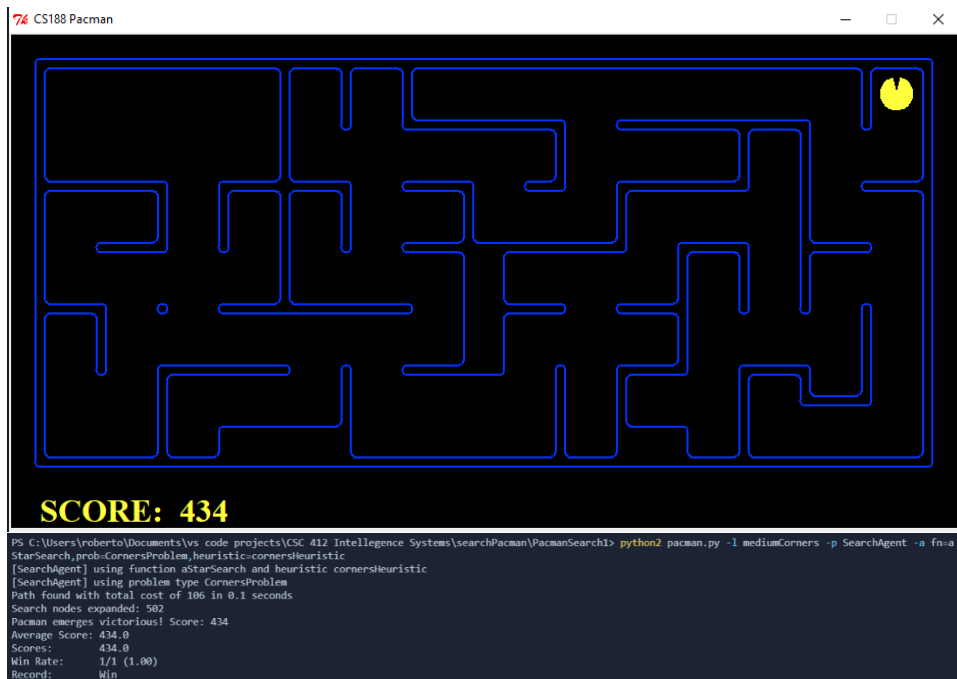 CS188 Pacman
SCORE: 434
PS C:\Users\roberto\Documents\vs code projects\CSC 412 Intellegence Systems\searchPacman\PacmanSearch1> python2 pacman.py -l mediumCorners -p SearchAgent -a fn=a
StarSearch,prob=CornersProblem,heuristic=cornersHeuristic
[SearchAgent] using function aStarSearch and heuristic cornersHeuristic
[SearchAgent] using problem type CornersProblem
Path found with total cost of 106 in 0.1 seconds
Search nodes expanded: 502
Pacman emerges victorious! Score: 434
Average Score: 434.0
Scores: 434.0
Win Rate: 1/1 (1.00)
Record: Win